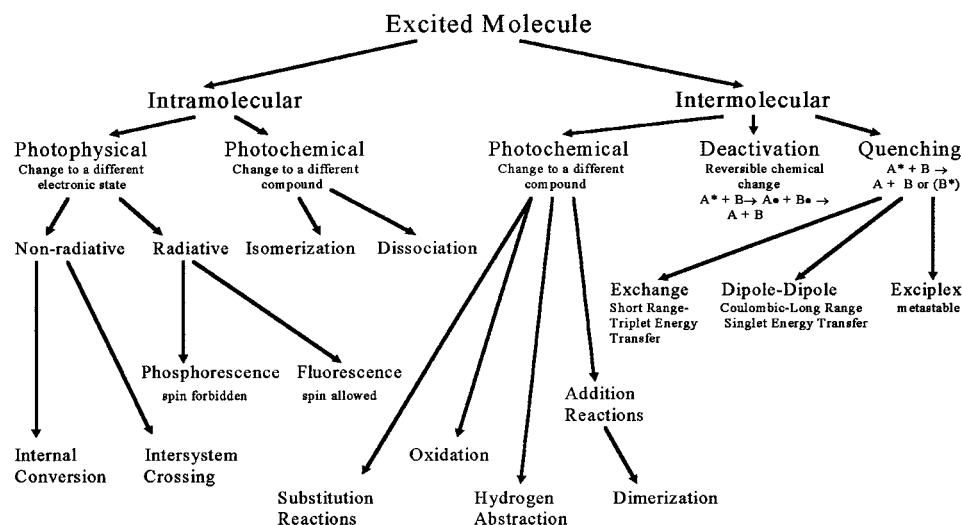 Excited Molecule
Intramolecular
Intermolecular
Photophysical
Change to a different
electronic state
Photochemical
Change to a different
compound
Photochemical
Change to a different
compound
Deactivation
Reversible chemical
change
A* + B→ A• + B• →
A + B
Quenching
A* + B →
A + B or (B*)
Non-radiative
Radiative
Isomerization
Dissociation
Exchange
Short Range-
Triplet Energy
Transfer
Dipole-Dipole
Coulombic-Long Range
Singlet Energy Transfer
Exciplex
metastable
Phosphorescence
spin forbidden
Fluorescence
spin allowed
Addition
Reactions
Internal
Conversion
Intersystem
Crossing
Oxidation
Substitution
Reactions
Hydrogen
Abstraction
Dimerization